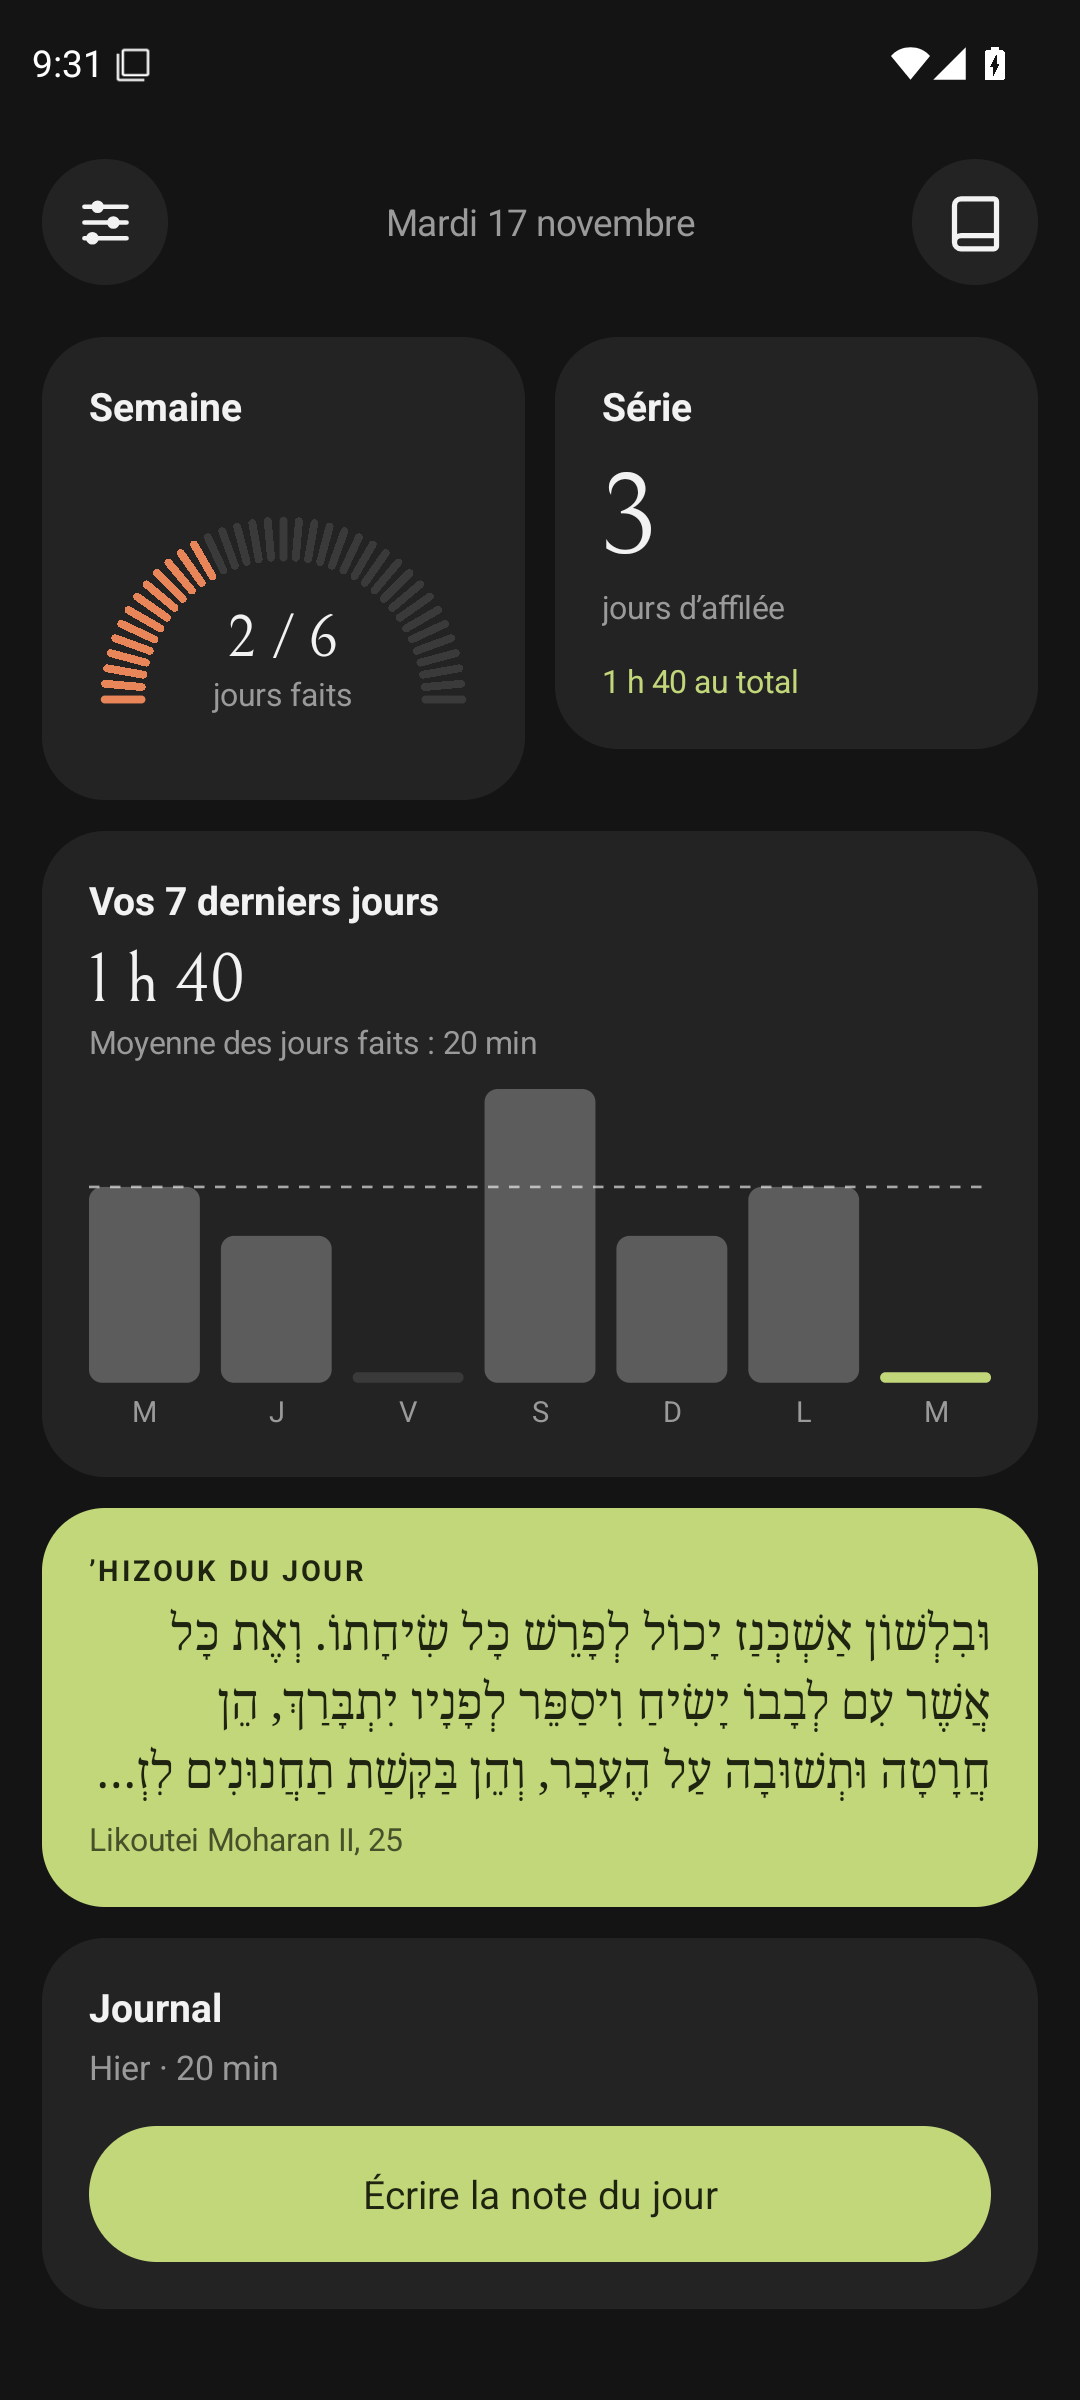 9:31
Mardi 17 novembre
Semaine
2 / 6
jours faits
Série
3
jours d’affilée
1 h 40 au total
Vos 7 derniers jours
1 h 40
Moyenne des jours faits : 20 min
M J V S D L M
’HIZOUK DU JOUR
וּבִלְשׁוֹן אַשְׁכְּנַז יָכוֹל לְפָרֵשׁ כָּל שִׂיחָתוֹ. וְאֶת כָּל
אֲשֶׁר עִם לְבָבוֹ יָשִׂיחַ וִיסַפֵּר לְפָנָיו יִתְבָּרַךְ, הֵן
חֲרָטָה וּתְשׁוּבָה עַל הֶעָבָר, וְהֵן בַּקָּשַׁת תַּחֲנוּנִים לִזְ...
Likoutei Moharan II, 25
Journal
Hier · 20 min
Écrire la note du jour